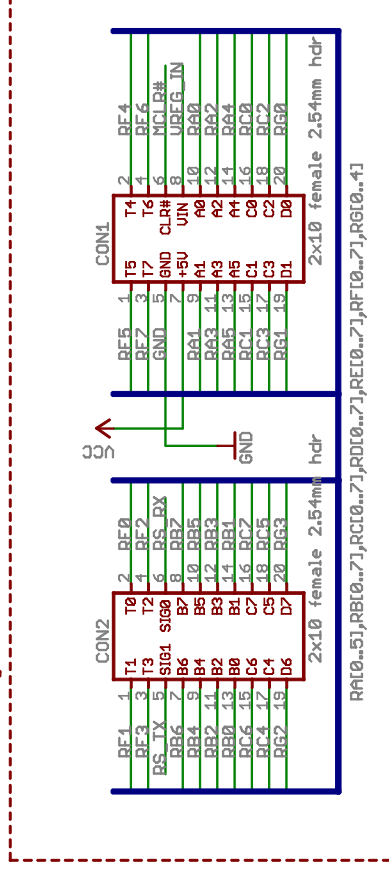 RF4 RF6 MCLR# VREG_IN RA0 RA2 RA4 RC0 RC2 RG0
2 4 6 8 10 12 14 16 18 20
CON1
T4 T6 CLR# VIN A0 A2 A4 C0 C2 D0
T5 T7 GND +5V A1 A3 A5 C1 C3 D1
2x10 female 2.54mm hdr
1 3 5 7 9 11 13 15 17 19
RF5 RF7 GND RA1 RA3 RA5 RC1 RC3 RG1
VCC
GND
RF0 RF2 RS_RX RB7 RB5 RB3 RB1 RC7 RC5 RG3
2 4 6 8 10 12 14 16 18 20
CON2
T0 T2 SIG0 B7 B5 B3 B1 C7 C5 D7
T1 T3 SIG1 B6 B4 B2 B0 C6 C4 D6
2x10 female 2.54mm hdr
1 3 5 7 9 11 13 15 17 19
RF1 RF3 RS_TX RB6 RB4 RB2 RB0 RC6 RC4 RG2
RA[0..5],RB[0..7],RC[0..7],RD[0..7],RE[0..7],RF[0..7],RG[0..4]